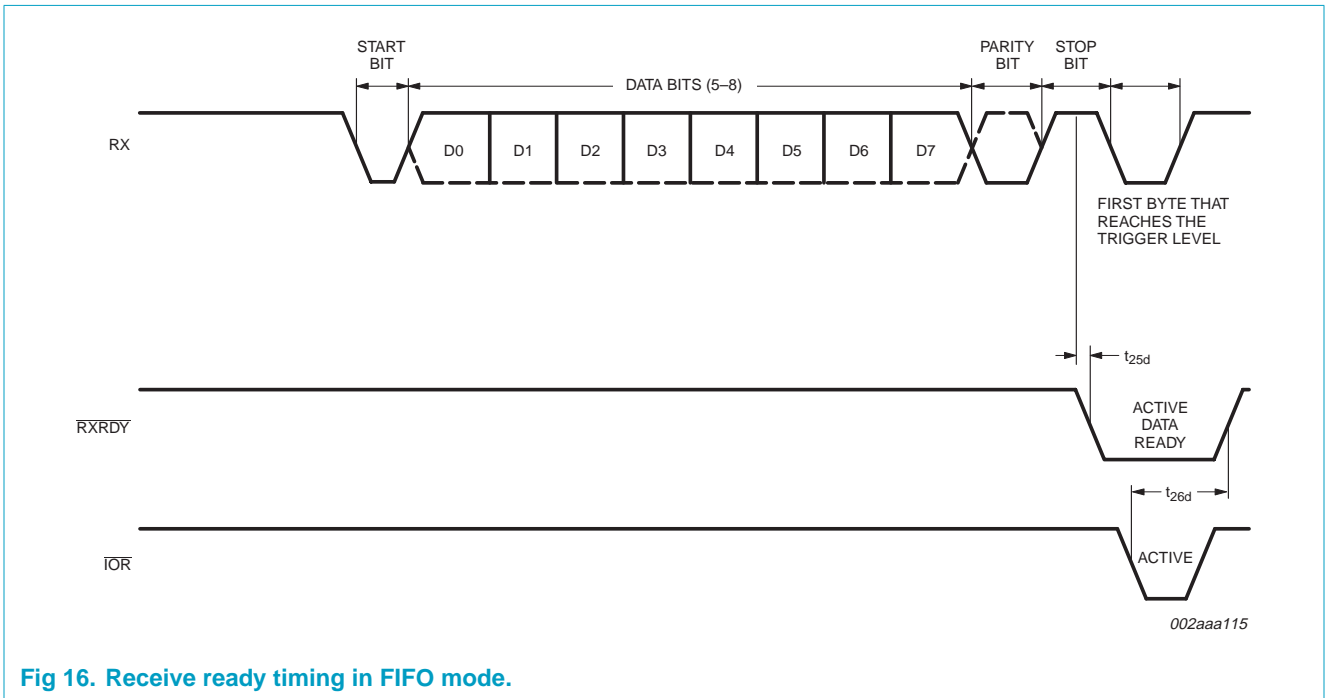 START
BIT
DATA BITS (5–8)
PARITY
BIT
STOP
BIT
RX
D0 D1 D2 D3 D4 D5 D6 D7
FIRST BYTE THAT
REACHES THE
TRIGGER LEVEL
t25d
RXRDY
ACTIVE
DATA
READY
t26d
IOR
ACTIVE
002aaa115
Fig 16. Receive ready timing in FIFO mode.